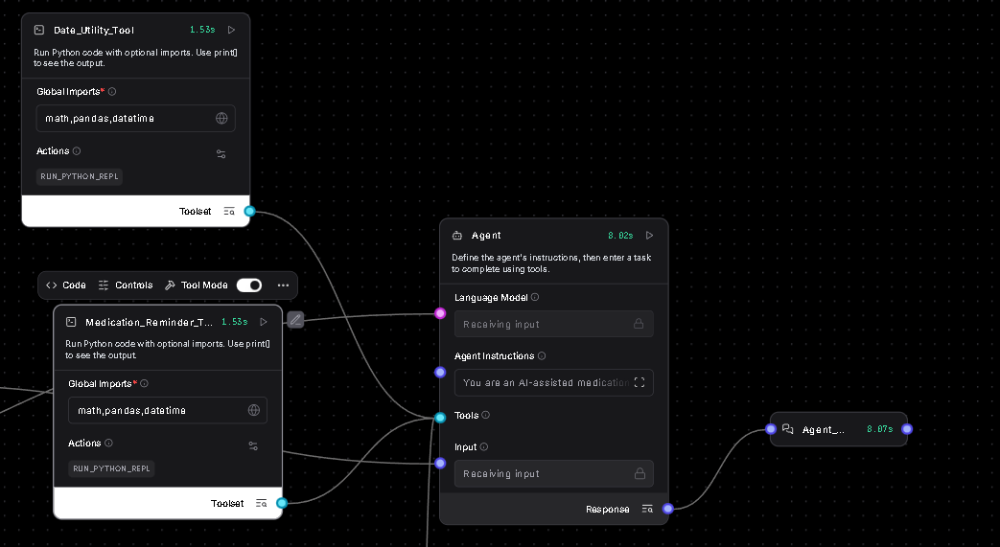 Date_Utility_Tool
1.53s
Run Python code with optional imports. Use print()
to see the output.
Global Imports*
math,pandas,datetime
Actions
RUN_PYTHON_REPL
Toolset
Code
Controls
Tool Mode
Medication_Reminder_T...
1.53s
Run Python code with optional imports. Use print()
to see the output.
Global Imports*
math,pandas,datetime
Actions
RUN_PYTHON_REPL
Toolset
Agent
8.02s
Define the agent's instructions, then enter a task
to complete using tools.
Language Model
Receiving input
Agent Instructions
You are an AI-assisted medication
Tools
Input
Receiving input
Response
Agent_...
8.07s